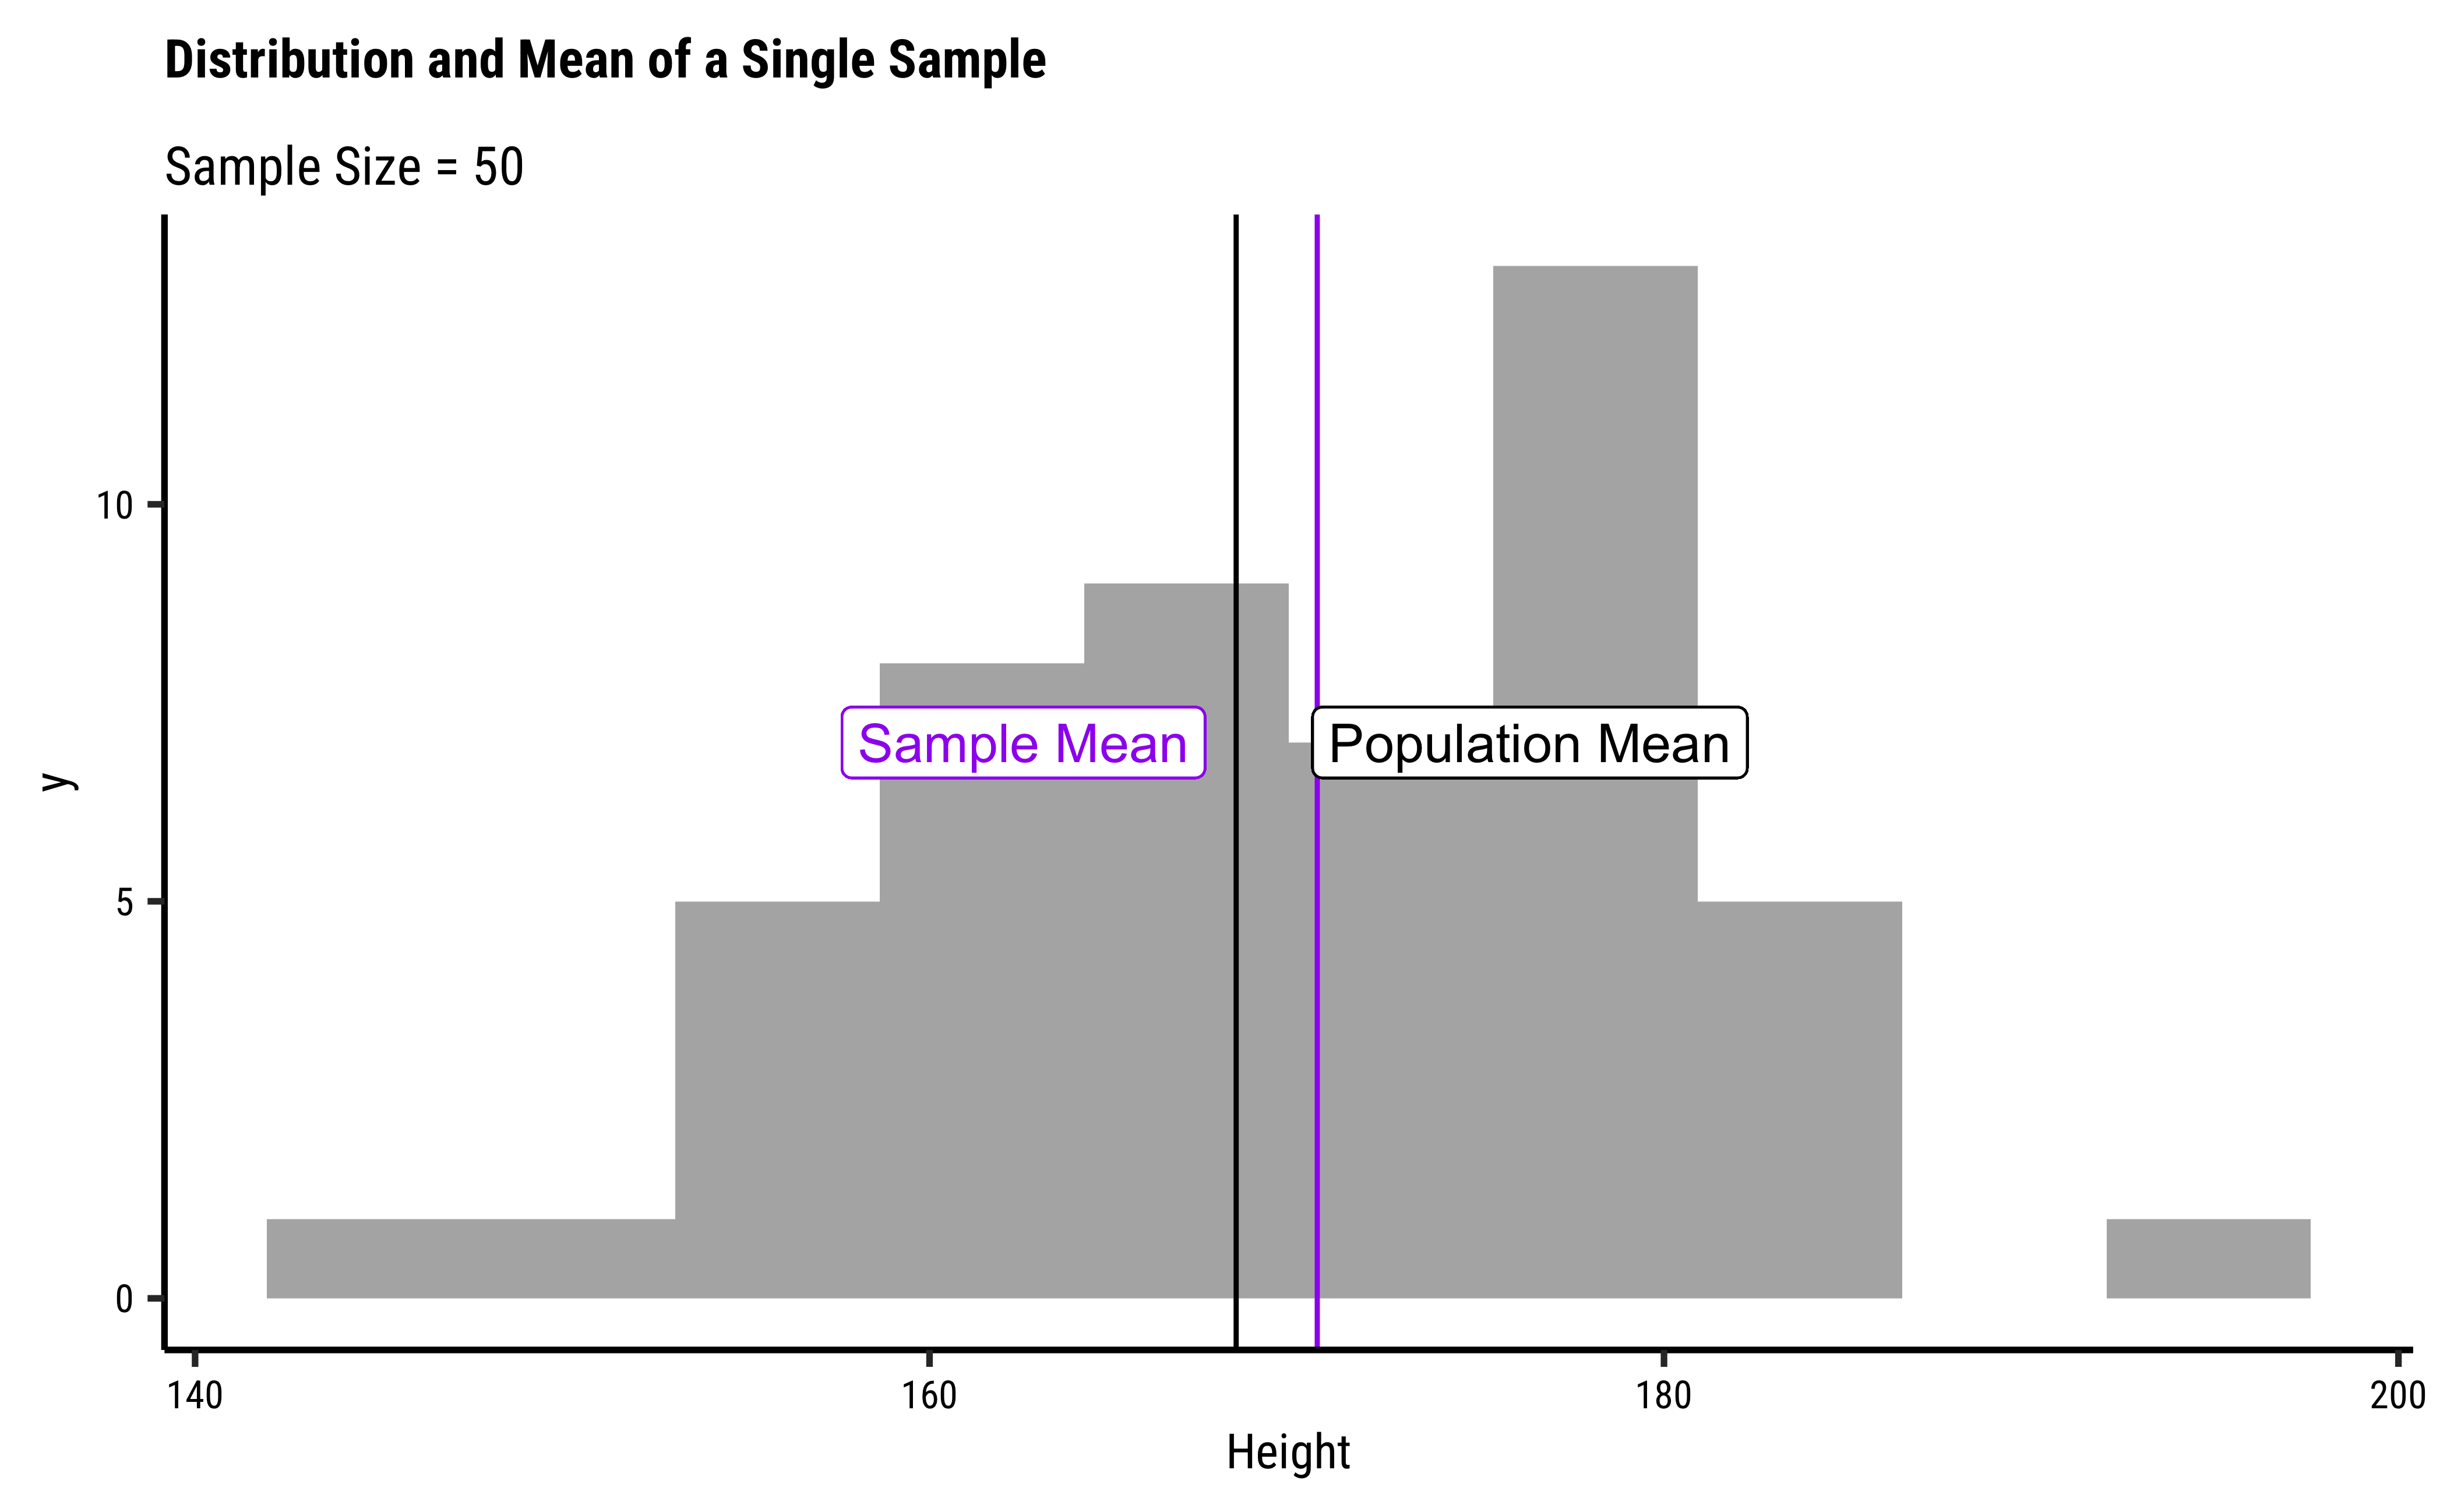 Distribution and Mean of a Single Sample
Sample Size = 50
10
5
0
y
Sample Mean
Population Mean
140
160
180
200
Height